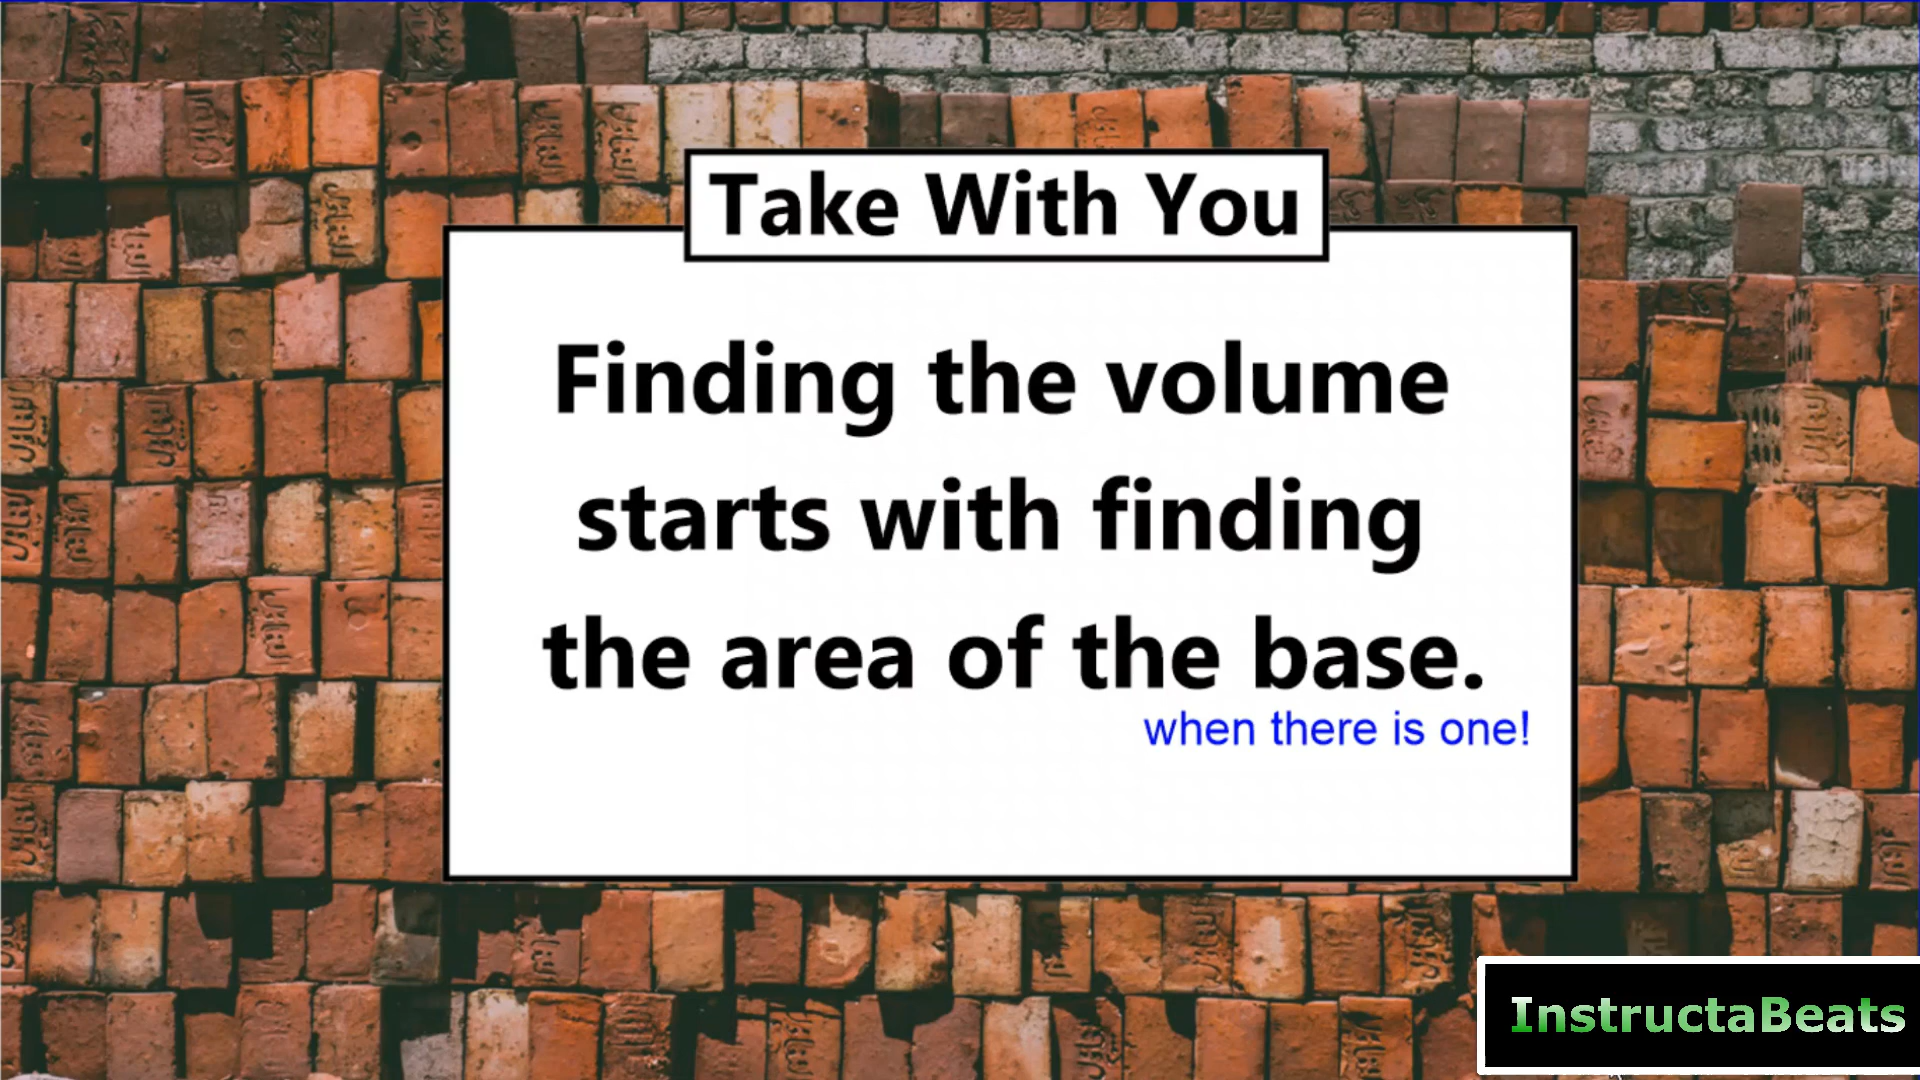 Take With You
Finding the volume
starts with finding
the area of the base.
when there is one!
InstructaBeats